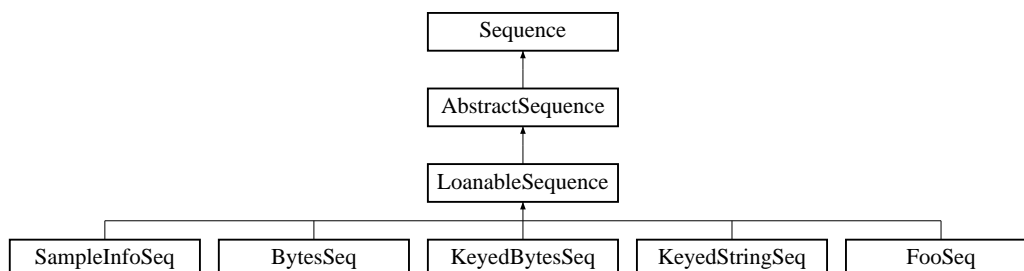 Sequence
AbstractSequence
LoanableSequence
SampleInfoSeq BytesSeq KeyedBytesSeq KeyedStringSeq FooSeq